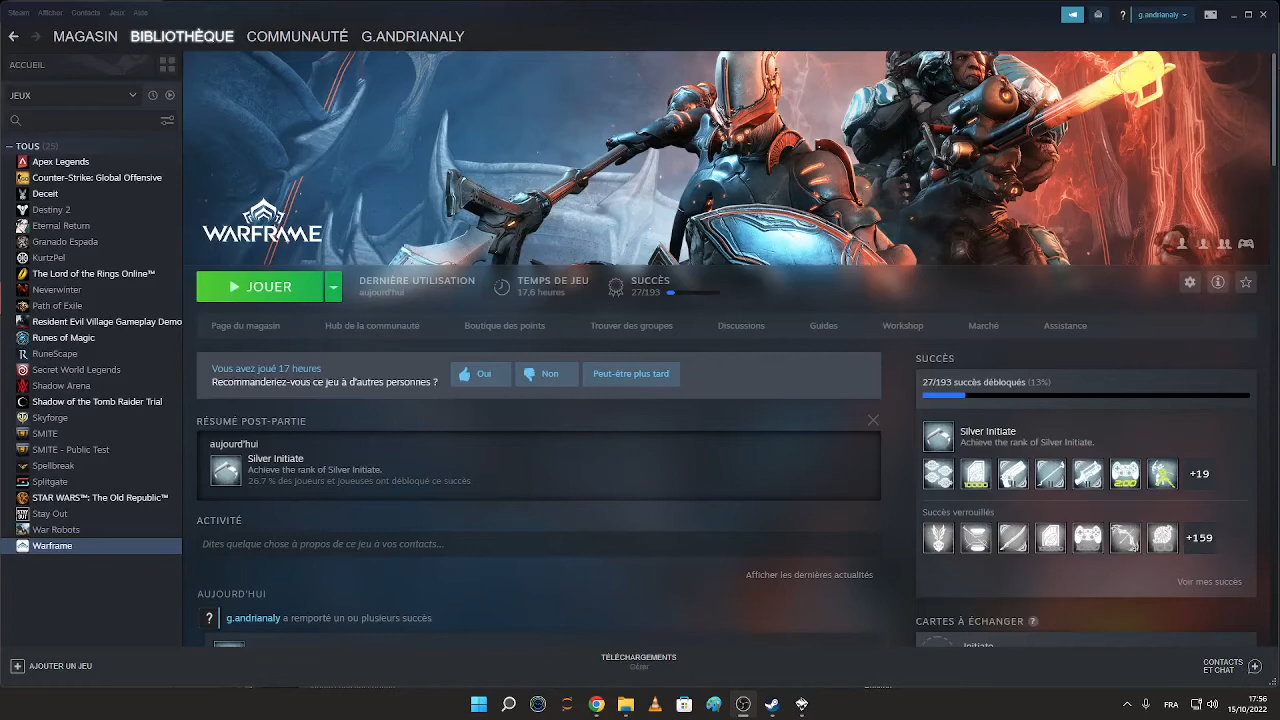 Steam Afficher Contacts Jeux Aide
g.andrianaly
MAGASIN BIBLIOTHÈQUE COMMUNAUTÉ G.ANDRIANALY
ACCUEIL
JEUX
TOUS (25)
Apex Legends
Counter-Strike: Global Offensive
Deceit
Destiny 2
Eternal Return
Granado Espada
KurtzPel
The Lord of the Rings Online™
Neverwinter
Path of Exile
Resident Evil Village Gameplay Demo
Runes of Magic
RuneScape
Secret World Legends
Shadow Arena
Shadow of the Tomb Raider Trial
Skyforge
SMITE
SMITE - Public Test
Spellbreak
Splitgate
STAR WARS™: The Old Republic™
Stay Out
War Robots
Warframe
AJOUTER UN JEU
WARFRAME
JOUER
DERNIÈRE UTILISATION
aujourd'hui
TEMPS DE JEU
17,6 heures
SUCCÈS
27/193
Page du magasin Hub de la communauté Boutique des points Trouver des groupes Discussions Guides Workshop Marché Assistance
Vous avez joué 17 heures
Recommanderiez-vous ce jeu à d'autres personnes ?
Oui Non Peut-être plus tard
RÉSUMÉ POST-PARTIE
aujourd'hui
Silver Initiate
Achieve the rank of Silver Initiate.
26.7 % des joueurs et joueuses ont débloqué ce succès
ACTIVITÉ
Dites quelque chose à propos de ce jeu à vos contacts...
Afficher les dernières actualités
AUJOURD'HUI
g.andrianaly a remporté un ou plusieurs succès
SUCCÈS
27/193 succès débloqués (13%)
Silver Initiate
Achieve the rank of Silver Initiate.
10000
2:00
+19
Succès verrouillés
+159
Voir mes succès
CARTES À ÉCHANGER ?
Initiate
TÉLÉCHARGEMENTS
Gérer
CONTACTS
ET CHAT
FRA
17:56
15/10/2022